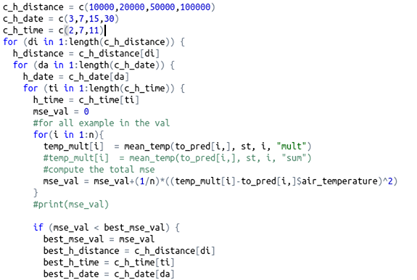 c_h_distance = c(10000,20000,50000,100000)
c_h_date = c(3,7,15,30)
c_h_time = c(2,7,11)
for (di in 1:length(c_h_distance)) {
h_distance = c_h_distance[di]
for (da in 1:length(c_h_date)) {
h_date = c_h_date[da]
for (ti in 1:length(c_h_time)) {
h_time = c_h_time[ti]
mse_val = 0
#for all example in the val
for(i in 1:n){
temp_mult[i] = mean_temp(to_pred[i,], st, i, "mult")
#temp_mult[i] = mean_temp(to_pred[i,], st, i, "sum")
#compute the total mse
mse_val = mse_val+(1/n)*((temp_mult[i]-to_pred[i,]$air_temperature)^2)
}
#print(mse_val)
if (mse_val < best_mse_val) {
best_mse_val = mse_val
best_h_distance = c_h_distance[di]
best_h_time = c_h_time[ti]
best_h_date = c_h_date[da]